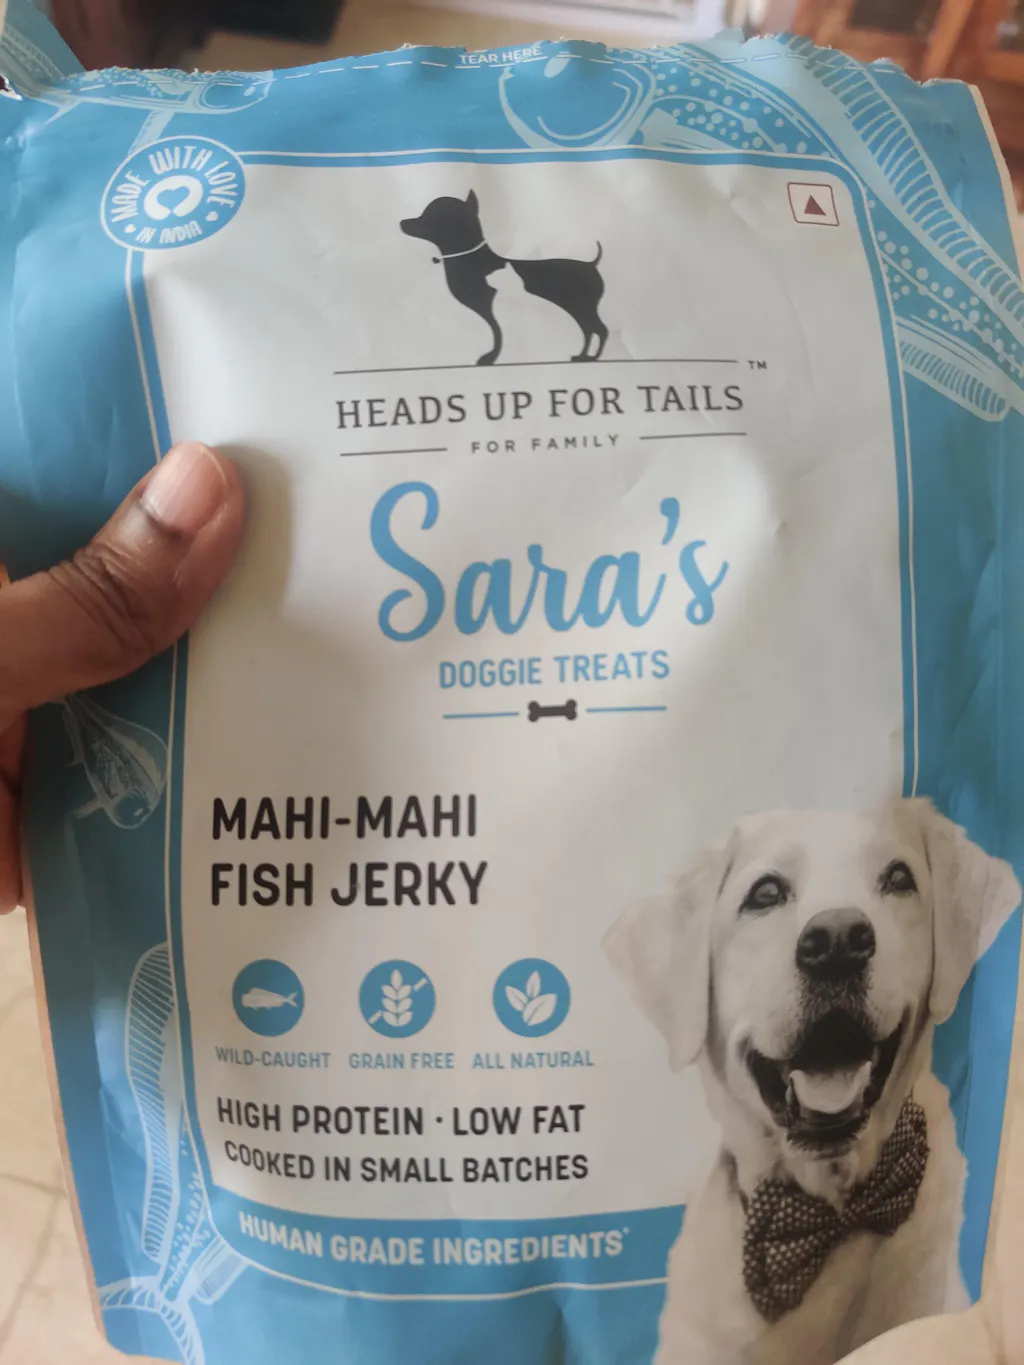 TEAR HERE
MADE WITH LOVE
IN INDIA
TM
HEADS UP FOR TAILS
FOR FAMILY
Sara's
DOGGIE TREATS
MAHI-MAHI
FISH JERKY
WILD-CAUGHT GRAIN FREE ALL NATURAL
HIGH PROTEIN · LOW FAT
COOKED IN SMALL BATCHES
HUMAN GRADE INGREDIENTS*